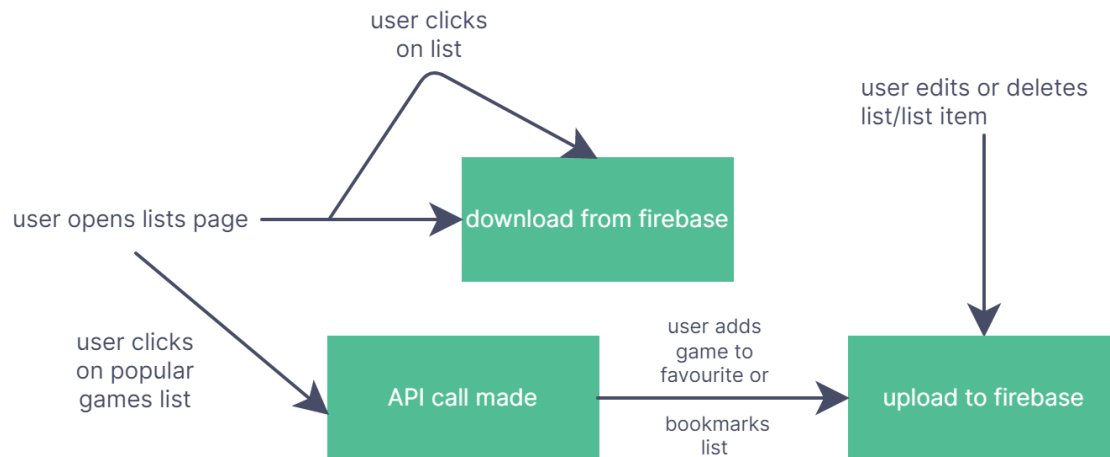 user clicks
on list
user edits or deletes
list/list item
user opens lists page
download from firebase
user clicks
on popular
games list
API call made
user adds
game to
favourite or
bookmarks
list
upload to firebase